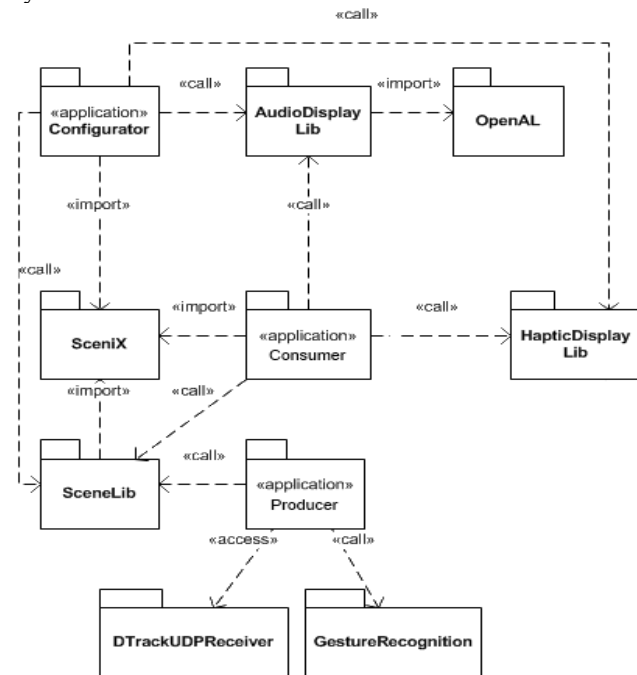 «call»
«call»
«import»
«application»
Configurator
AudioDisplay
Lib
OpenAL
«import»
«call»
«call»
«import»
«call»
SceniX
«application»
Consumer
HapticDisplay
Lib
«import»
«call»
«call»
SceneLib
«application»
Producer
«access»
«call»
DTrackUDPReceiver
GestureRecognition